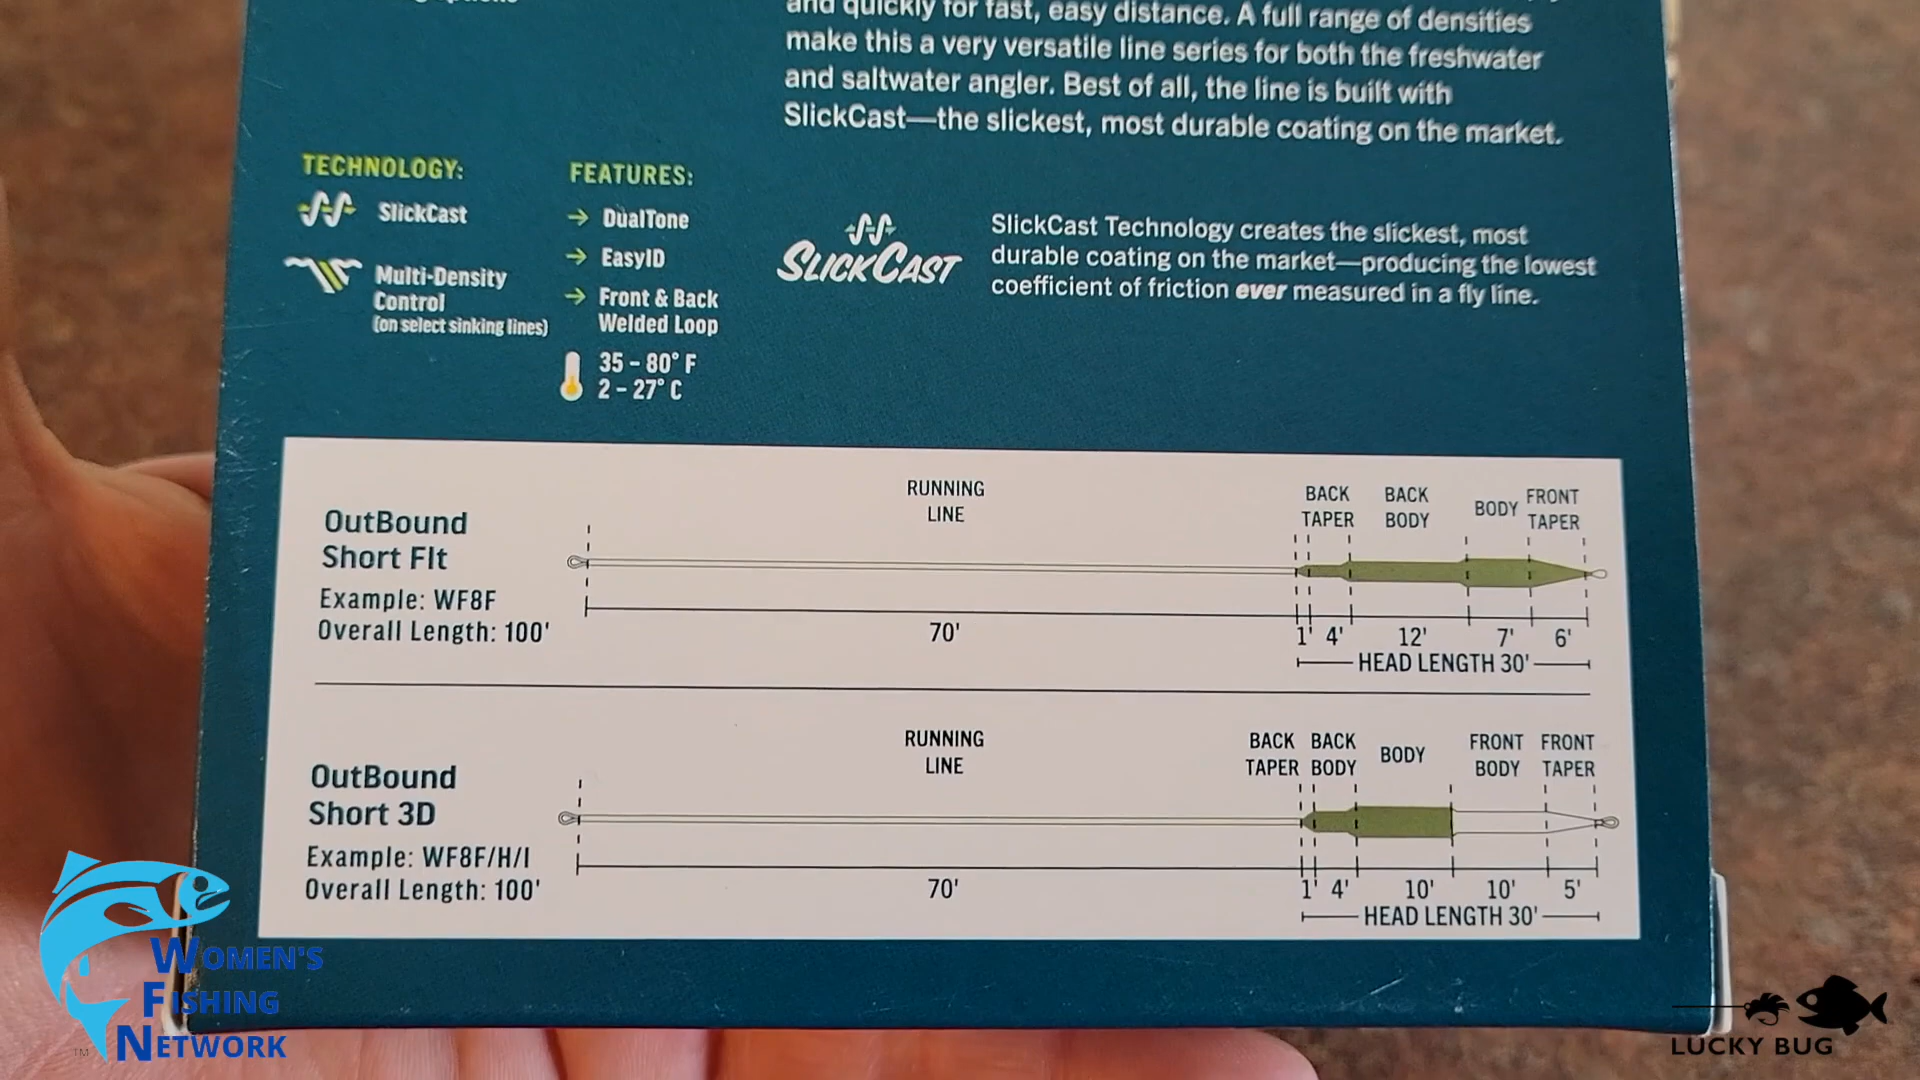 and quickly for fast, easy distance. A full range of densities
make this a very versatile line series for both the freshwater
and saltwater angler. Best of all, the line is built with
SlickCast—the slickest, most durable coating on the market.
TECHNOLOGY:
SlickCast
Multi-Density
Control
(on select sinking lines)
FEATURES:
→ DualTone
→ EasyID
→ Front & Back
Welded Loop
35 – 80° F
2 – 27° C
SLICKCAST
SlickCast Technology creates the slickest, most
durable coating on the market—producing the lowest
coefficient of friction ever measured in a fly line.
OutBound
Short Flt
Example: WF8F
Overall Length: 100'
RUNNING
LINE
BACK
TAPER
BACK
BODY
BODY
FRONT
TAPER
70'
1' 4' 12' 7' 6'
HEAD LENGTH 30'
OutBound
Short 3D
Example: WF8F/H/I
Overall Length: 100'
RUNNING
LINE
BACK
TAPER
BACK
BODY
BODY
FRONT
BODY
FRONT
TAPER
70'
1' 4' 10' 10' 5'
HEAD LENGTH 30'
WOMEN'S
FISHING
NETWORK
TM
LUCKY BUG